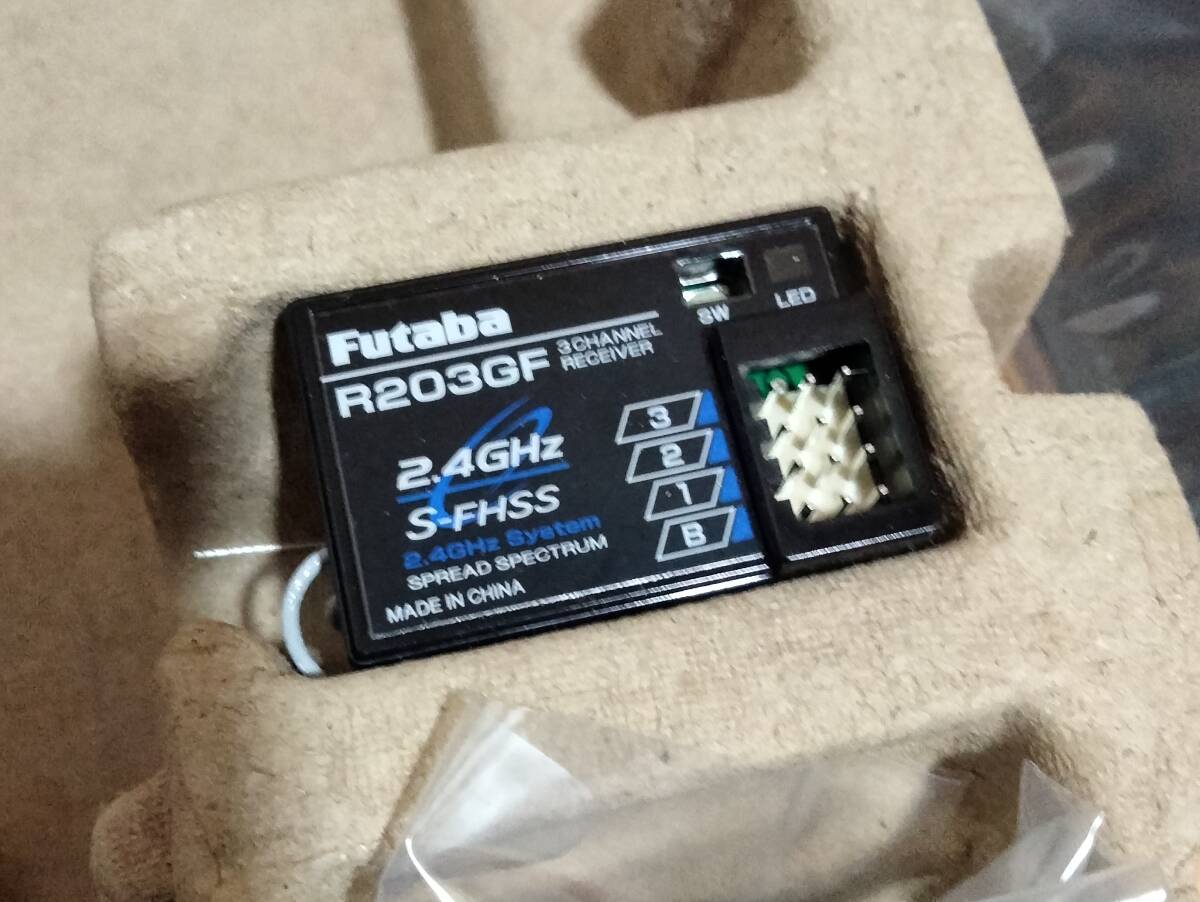 Futaba
R203GF
3 CHANNEL
RECEIVER
SW
LED
2.4GHz
S-FHSS
2.4GHz System
SPREAD SPECTRUM
MADE IN CHINA
3
2
1
B